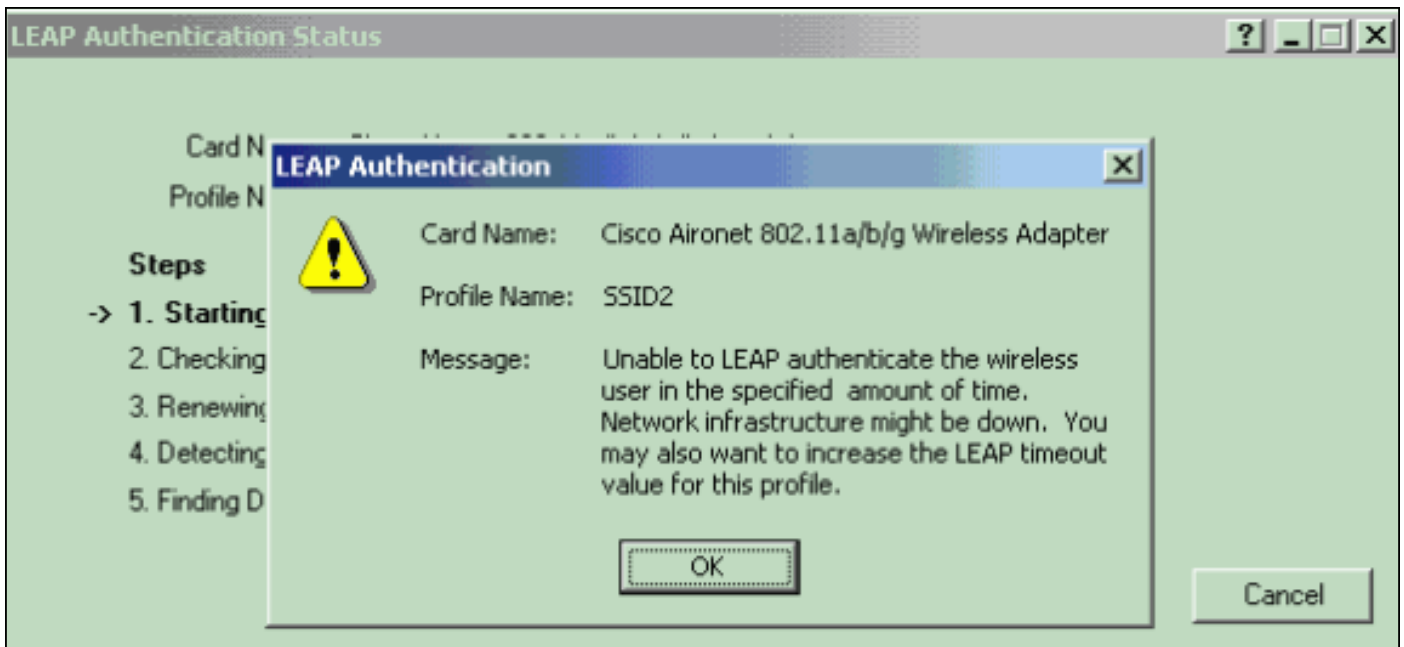 LEAP Authentication Status
Card N
Profile N
Steps
-> 1. Starting
2. Checking
3. Renewing
4. Detecting
5. Finding D
LEAP Authentication
Card Name: Cisco Aironet 802.11a/b/g Wireless Adapter
Profile Name: SSID2
Message: Unable to LEAP authenticate the wireless
user in the specified amount of time.
Network infrastructure might be down. You
may also want to increase the LEAP timeout
value for this profile.
OK
Cancel